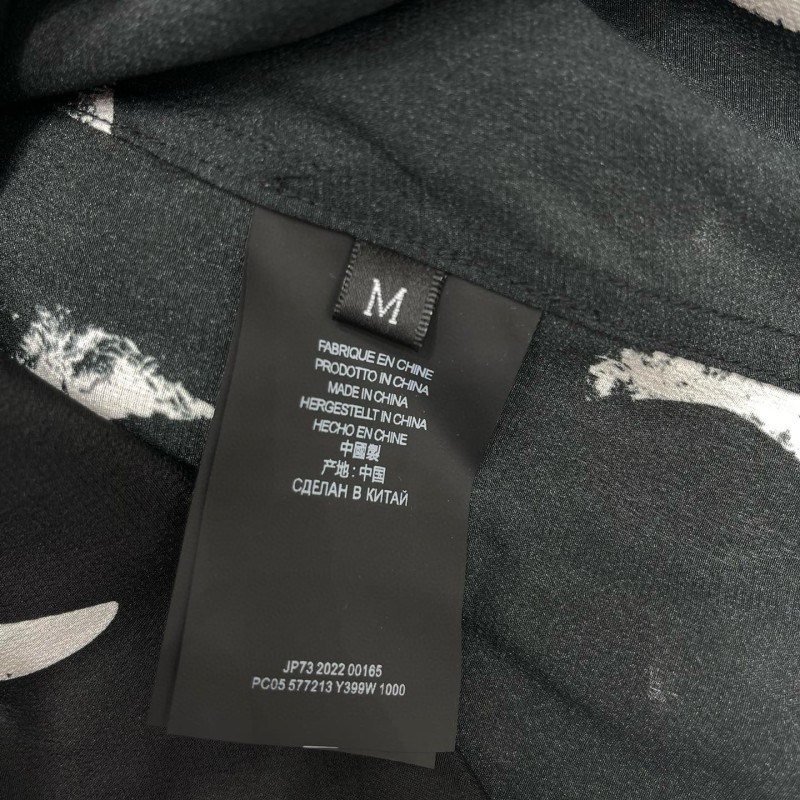 M
FABRIQUE EN CHINE
PRODOTTO IN CHINA
MADE IN CHINA
HERGESTELLT IN CHINA
HECHO EN CHINE
中國製
产地：中国
СДЕЛАН В КИТАЙ
JP73 2022 00165
PC05 577213 Y399W 1000